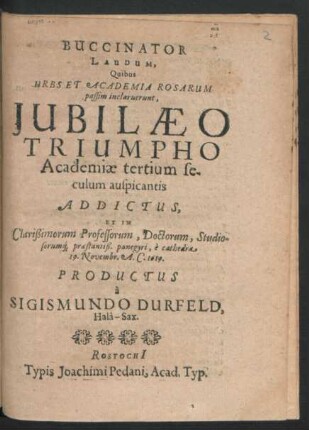 2
BUCCINATOR
LAUDUM,
Quibus
URBS ET ACADEMIA ROSARUM
passim inclaruerunt,
JUBILÆO
TRIUMPHO
Academiæ tertium se-
culum auspicantis
ADDICTUS,
ET IN
Clarissimorum Professorum, Doctorum, Studio-
sorumq́; præstantiss. panegyri, è cathedra
19. Novembr. A. C. 1619.
PRODUCTUS
à
SIGISMUNDO DURFELD,
Halâ-Sax.
ROSTOCHI
Typis Joachimi Pedani, Acad. Typ.